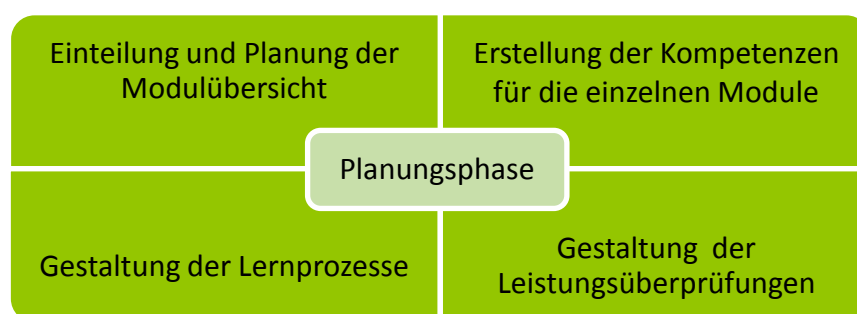 Einteilung und Planung der
Modulübersicht
Erstellung der Kompetenzen
für die einzelnen Module
Planungsphase
Gestaltung der Lernprozesse
Gestaltung der
Leistungsüberprüfungen